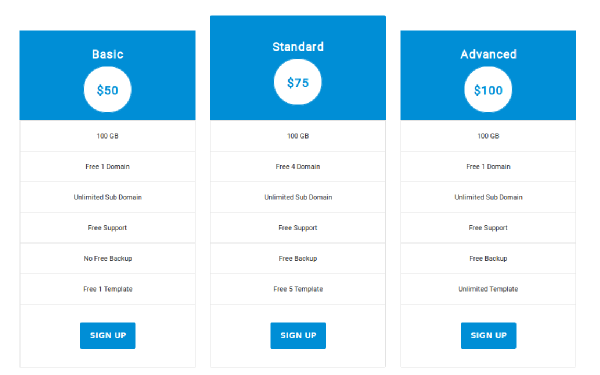 Basic
$50
100 GB
Free 1 Domain
Unlimited Sub Domain
Free Support
No Free Backup
Free 1 Template
SIGN UP
Standard
$75
100 GB
Free 4 Domain
Unlimited Sub Domain
Free Support
Free Backup
Free 5 Template
SIGN UP
Advanced
$100
100 GB
Free 1 Domain
Unlimited Sub Domain
Free Support
Free Backup
Unlimited Template
SIGN UP